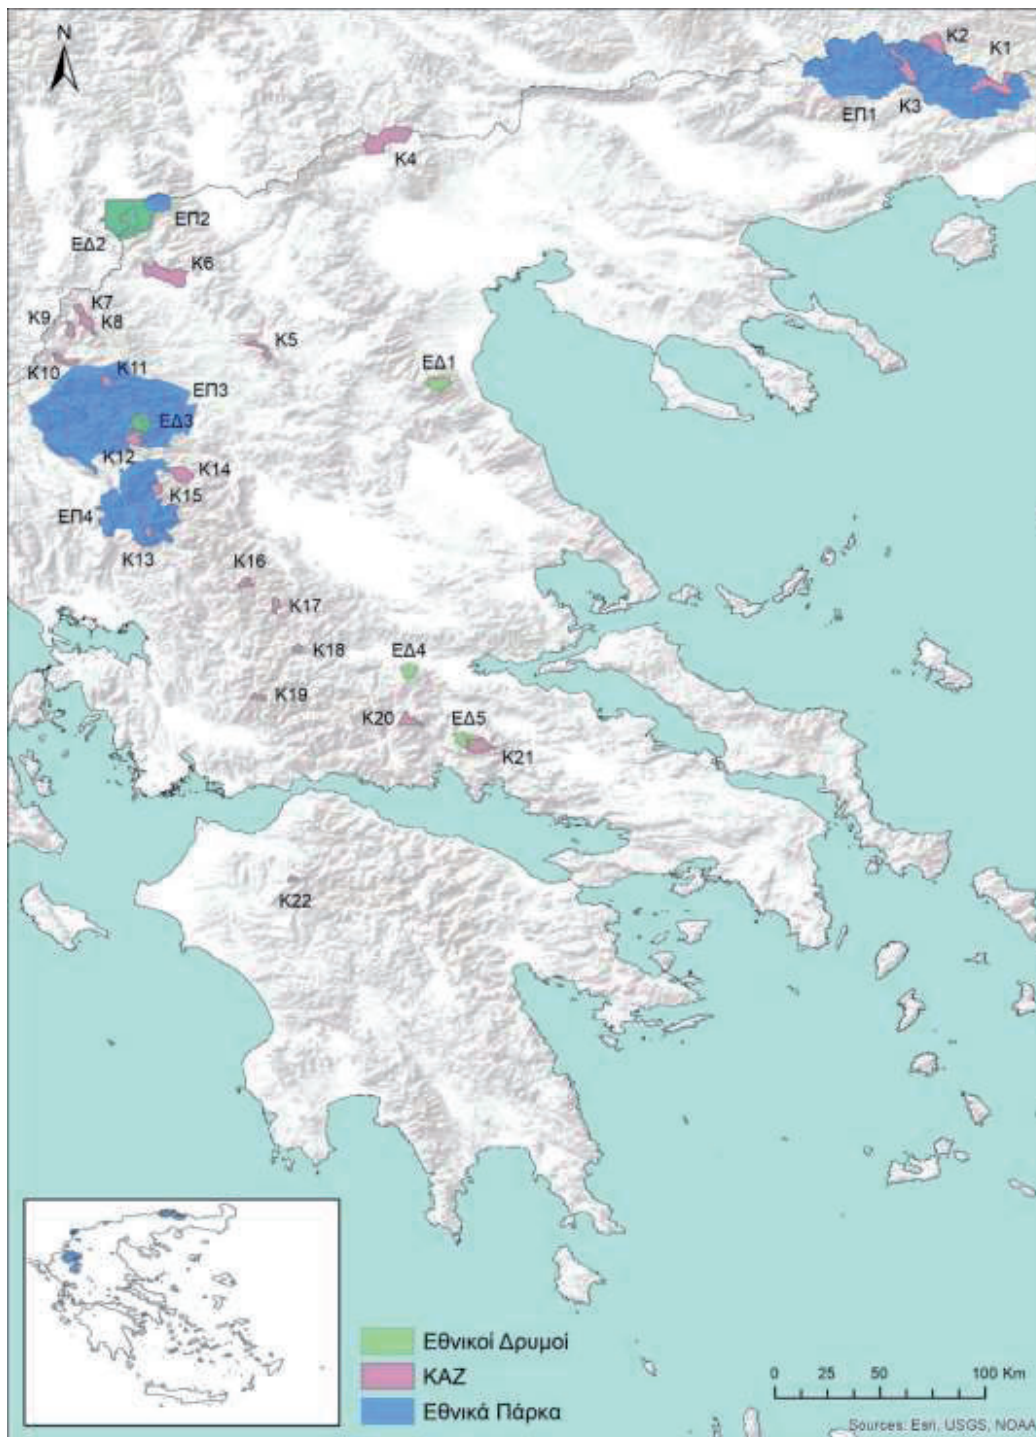 N
K2
K1
ΕΠ1
K3
K4
ΕΠ2
ΕΔ2
K6
K7
K9
K8
K5
K10
K11
ΕΠ3
ΕΔ1
ΕΔ3
K12
K14
K15
ΕΠ4
K13
K16
K17
K18
ΕΔ4
K19
K20
ΕΔ5
K21
K22
Εθνικοί Δρυμοί
ΚΑΖ
Εθνικά Πάρκα
0 25 50 100 Km
Sources: Esri, USGS, NOAA